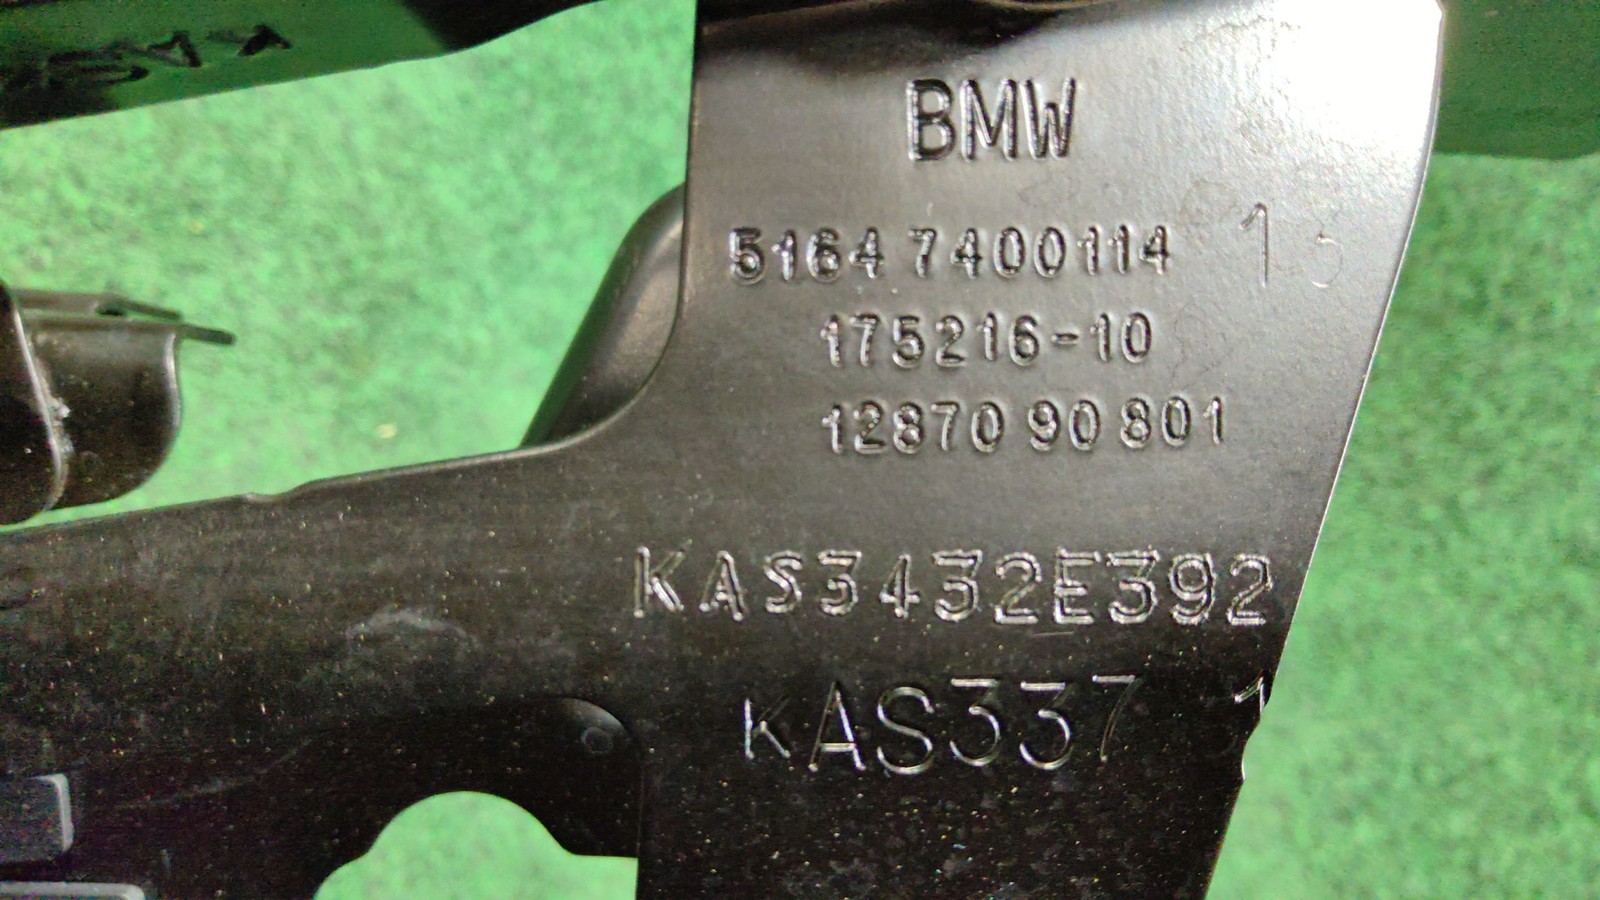 BMW
5164 7400114
175216-10
12870 90 801
KAS3432E392
KAS337